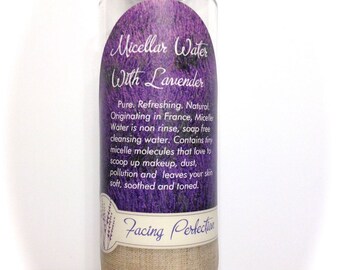 Micellar Water
With Lavender
Pure. Refreshing. Natural.
Originating in France, Micellar
Water is non rinse, soap free
cleansing water. Contains tiny
micelle molecules that love to
scoop up makeup, dust,
pollution and leaves your skin
soft, soothed and toned.
Facing Perfection